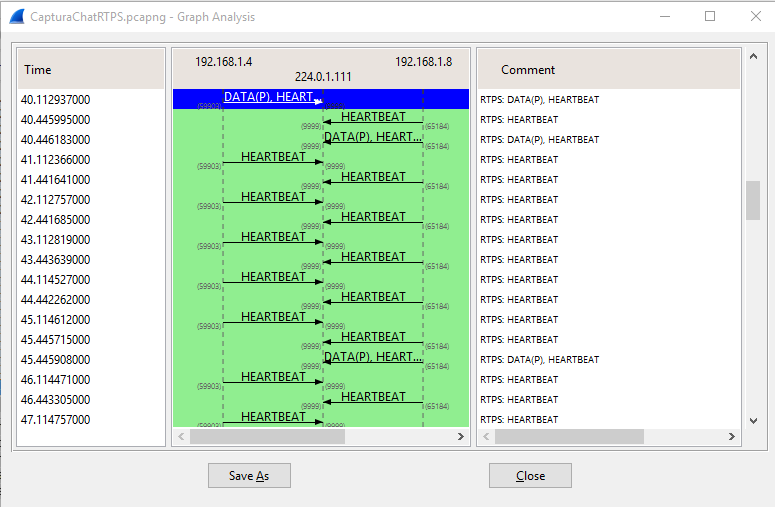 CapturaChatRTPS.pcapng - Graph Analysis
Time 192.168.1.4 224.0.1.111 192.168.1.8 Comment
40.112937000 DATA(P), HEART... (59903) (9999) RTPS: DATA(P), HEARTBEAT
40.445995000 HEARTBEAT (9999) (65184) RTPS: HEARTBEAT
40.446183000 DATA(P), HEART... (9999) (65184) RTPS: DATA(P), HEARTBEAT
41.112366000 HEARTBEAT (59903) (9999) RTPS: HEARTBEAT
41.441641000 HEARTBEAT (9999) (65184) RTPS: HEARTBEAT
42.112757000 HEARTBEAT (59903) (9999) RTPS: HEARTBEAT
42.441685000 HEARTBEAT (9999) (65184) RTPS: HEARTBEAT
43.112819000 HEARTBEAT (59903) (9999) RTPS: HEARTBEAT
43.443639000 HEARTBEAT (9999) (65184) RTPS: HEARTBEAT
44.114527000 HEARTBEAT (59903) (9999) RTPS: HEARTBEAT
44.442262000 HEARTBEAT (9999) (65184) RTPS: HEARTBEAT
45.114612000 HEARTBEAT (59903) (9999) RTPS: HEARTBEAT
45.445715000 HEARTBEAT (9999) (65184) RTPS: HEARTBEAT
45.445908000 DATA(P), HEART... (9999) (65184) RTPS: DATA(P), HEARTBEAT
46.114471000 HEARTBEAT (59903) (9999) RTPS: HEARTBEAT
46.443305000 HEARTBEAT (9999) (65184) RTPS: HEARTBEAT
47.114757000 HEARTBEAT (59903) (9999) RTPS: HEARTBEAT
Save As Close